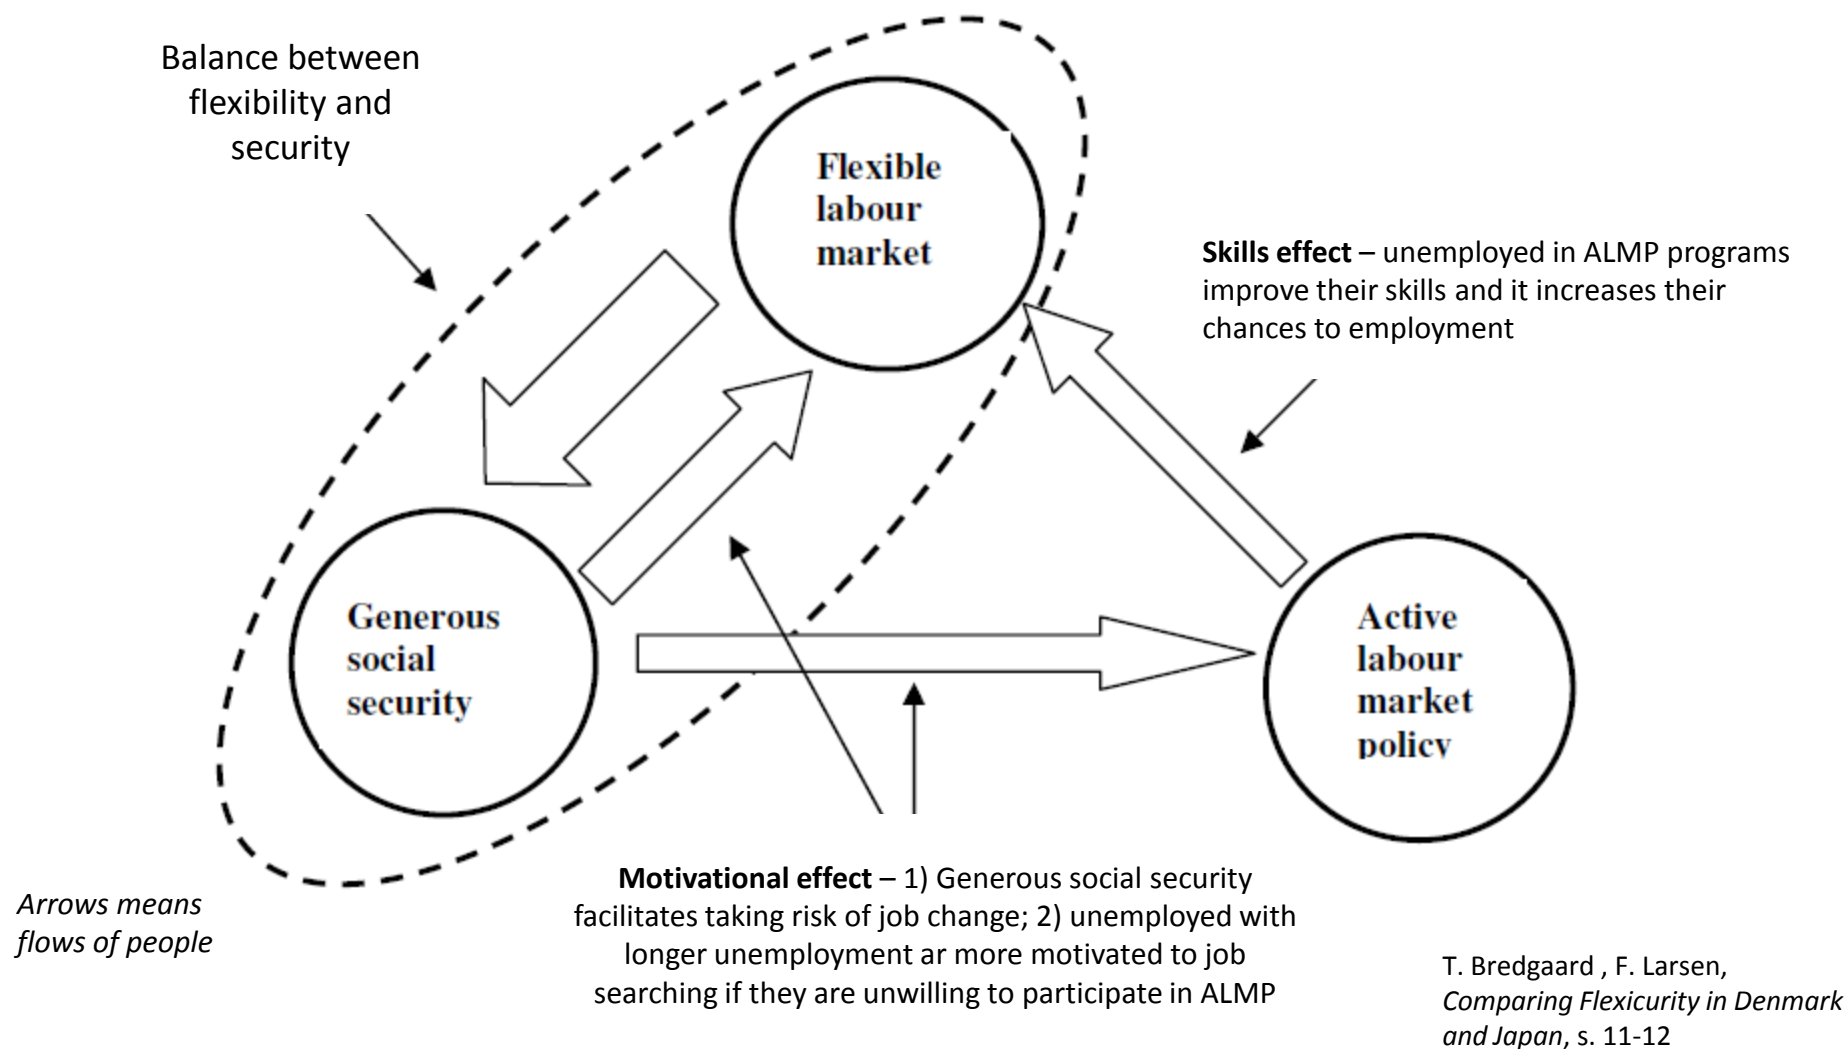 Balance between
flexibility and
security
Flexible
labour
market
Skills effect – unemployed in ALMP programs
improve their skills and it increases their
chances to employment
Generous
social
security
Active
labour
market
policy
Motivational effect – 1) Generous social security
facilitates taking risk of job change; 2) unemployed with
longer unemployment ar more motivated to job
searching if they are unwilling to participate in ALMP
Arrows means
flows of people
T. Bredgaard , F. Larsen,
Comparing Flexicurity in Denmark
and Japan, s. 11-12